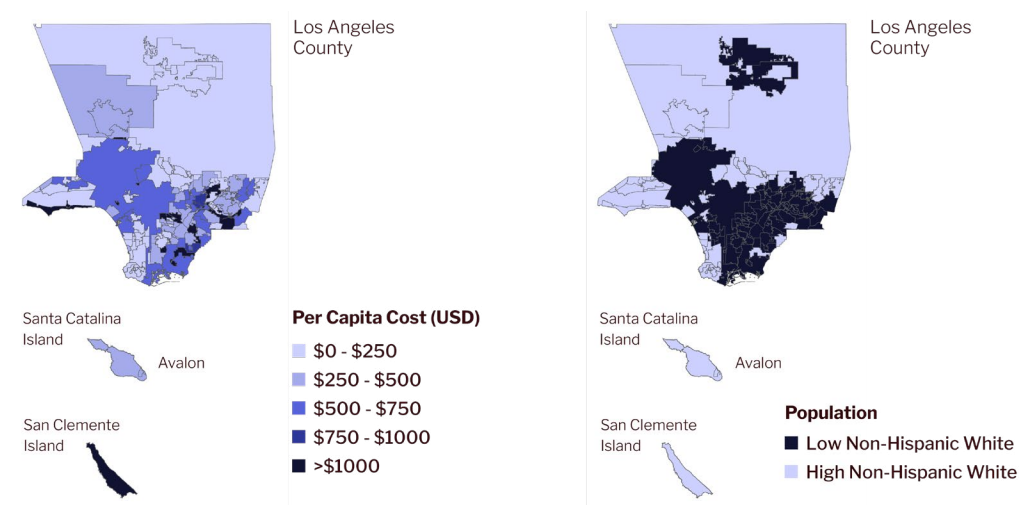 Los Angeles
County
Santa Catalina
Island
Avalon
San Clemente
Island
Per Capita Cost (USD)
$0 - $250
$250 - $500
$500 - $750
$750 - $1000
>$1000
Los Angeles
County
Santa Catalina
Island
Avalon
San Clemente
Island
Population
Low Non-Hispanic White
High Non-Hispanic White